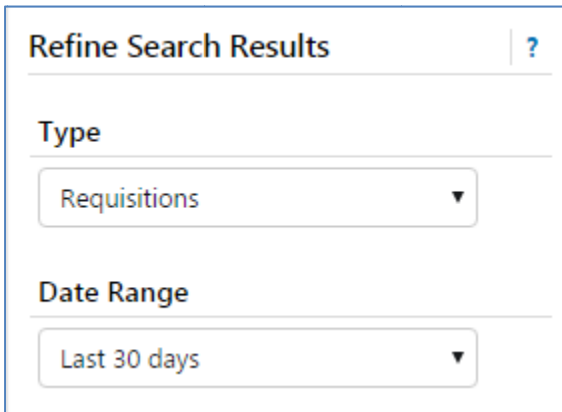 Refine Search Results ?
Type
Requisitions
Date Range
Last 30 days